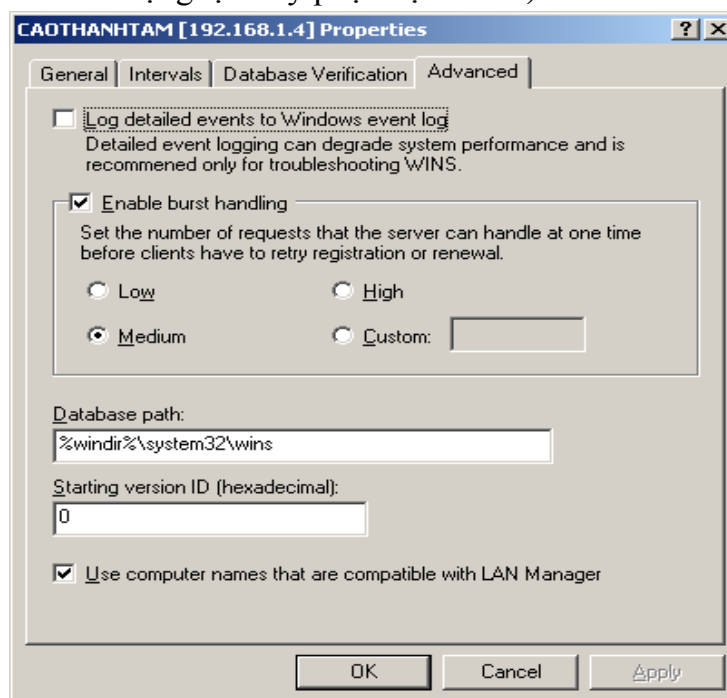 CAOTHANHTAM [192.168.1.4] Properties
General Intervals Database Verification Advanced
Log detailed events to Windows event log
Detailed event logging can degrade system performance and is
recommened only for troubleshooting WINS.
Enable burst handling
Set the number of requests that the server can handle at one time
before clients have to retry registration or renewal.
Low High
Medium Custom:
Database path:
%windir%\system32\wins
Starting version ID (hexadecimal):
0
Use computer names that are compatible with LAN Manager
OK Cancel Apply